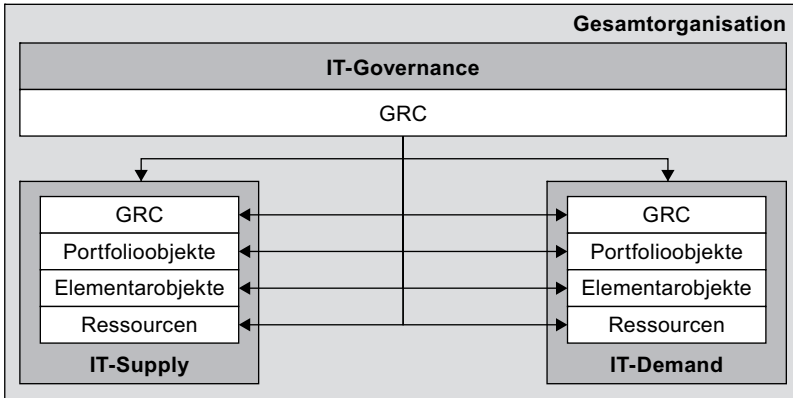 Gesamtorganisation
IT-Governance
GRC
GRC
Portfolioobjekte
Elementarobjekte
Ressourcen
IT-Supply
GRC
Portfolioobjekte
Elementarobjekte
Ressourcen
IT-Demand